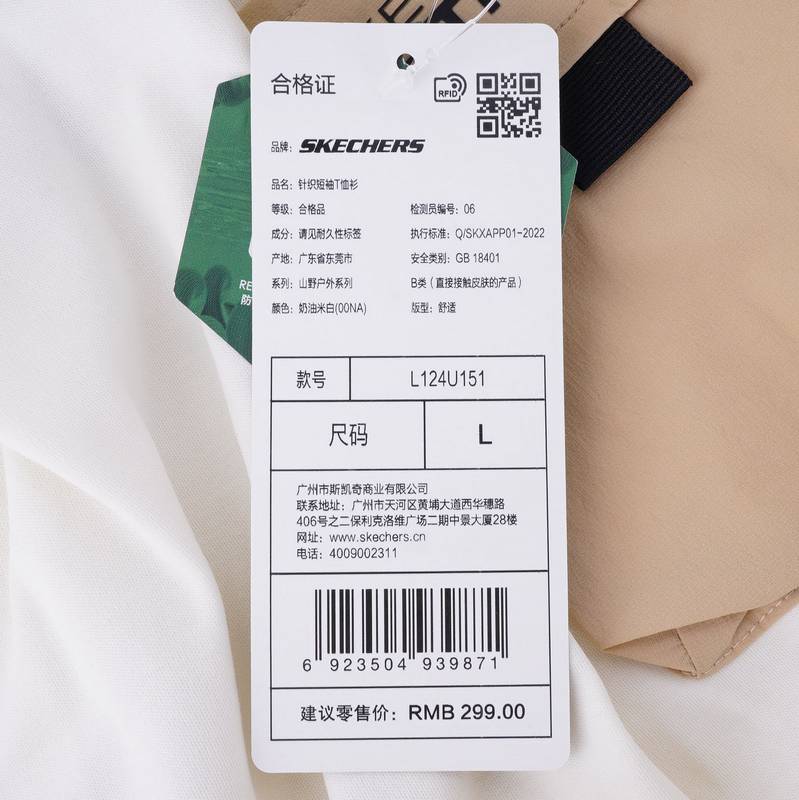 合格证
RFID
品牌: SKECHERS
品名: 针织短袖T恤衫
等级: 合格品 检测员编号: 06
成分: 请见耐久性标签 执行标准: Q/SKXAPP01-2022
产地: 广东省东莞市 安全类别: GB 18401
系列: 山野户外系列 B类（直接接触皮肤的产品）
颜色: 奶油米白(00NA) 版型: 舒适
款号 L124U151
尺码 L
广州市斯凯奇商业有限公司
联系地址: 广州市天河区黄埔大道西华穗路
406号之二保利克洛维广场二期中景大厦28楼
网址: www.skechers.cn
电话: 4009002311
6 923504 939871
建议零售价: RMB 299.00
RE
防